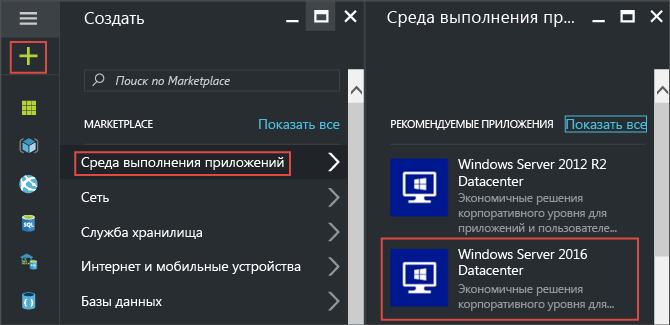 Создать
Поиск по Marketplace
MARKETPLACE Показать все
Среда выполнения приложений
Сеть
Служба хранилища
Интернет и мобильные устройства
Базы данных
Среда выполнения пр...
РЕКОМЕНДУЕМЫЕ ПРИЛОЖЕНИЯ Показать все
Windows Server 2012 R2
Datacenter
Экономичные решения
корпоративного уровня для
приложений и пользователе...
Windows Server 2016
Datacenter
Экономичные решения
корпоративного уровня для...